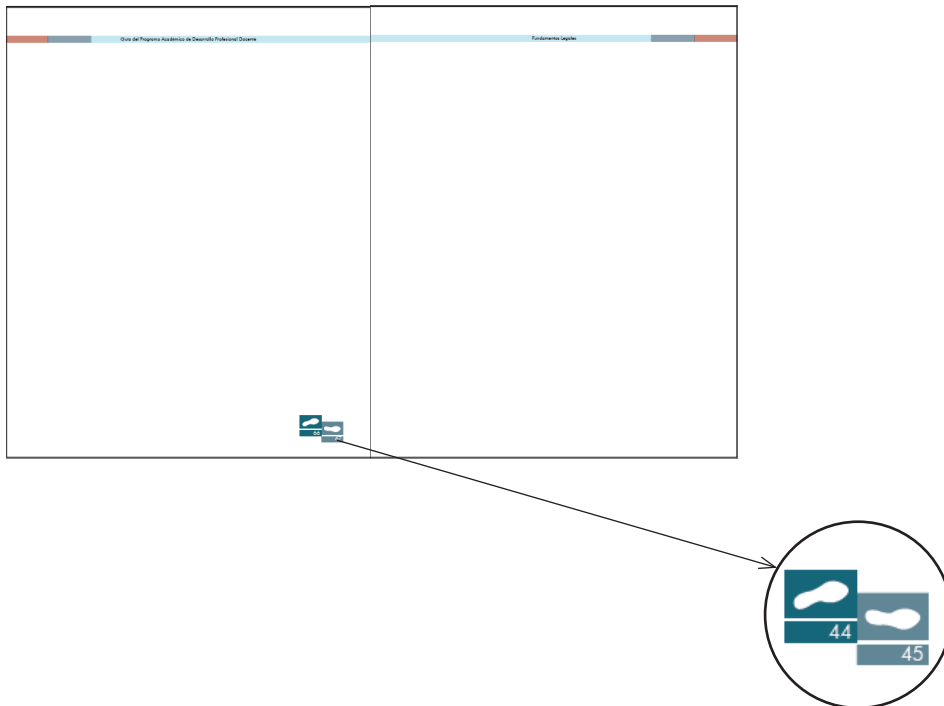 Guía del Programa Académico de Desarrollo Profesional Docente
Fundamentos Legales
44
45